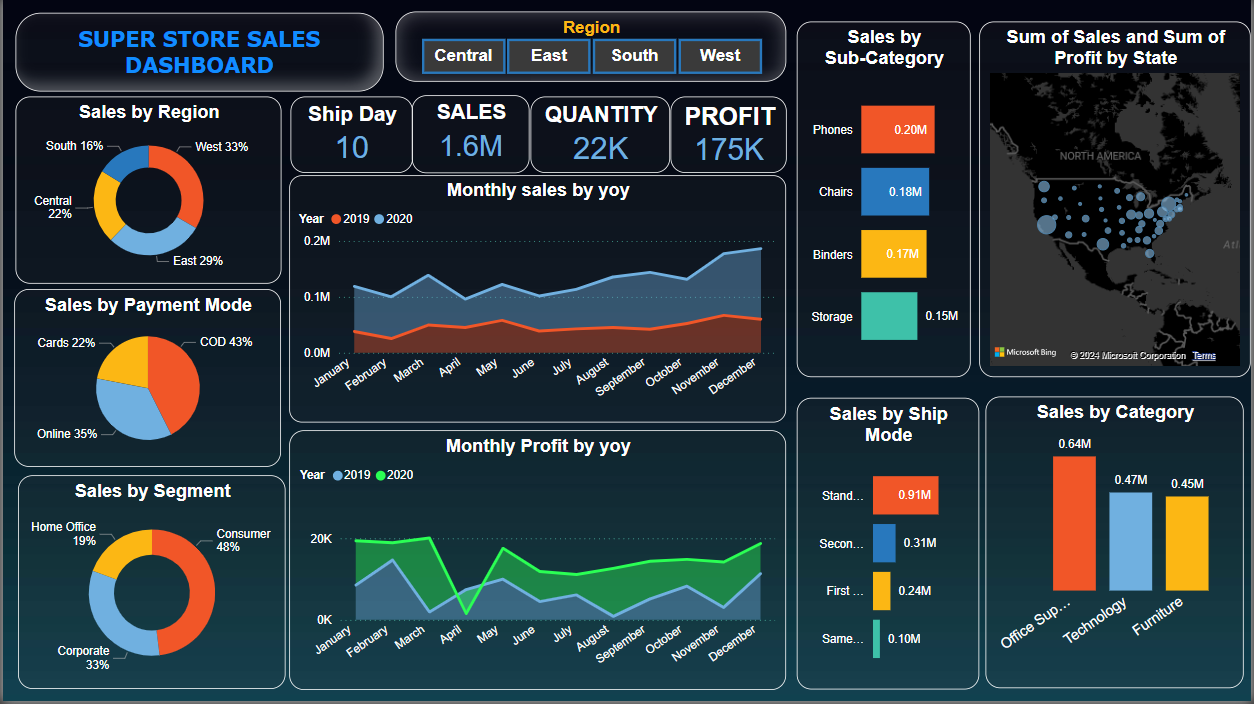 SUPER STORE SALES
DASHBOARD
Region
Central
East
South
West
Sales by Region
South 16%
West 33%
Central
22%
East 29%
Ship Day
10
SALES
1.6M
QUANTITY
22K
PROFIT
175K
Monthly sales by yoy
Year 2019 2020
0.2M
0.1M
0.0M
January
February
March
April
May
June
July
August
September
October
November
December
Sales by Payment Mode
Cards 22%
COD 43%
Online 35%
Monthly Profit by yoy
Year 2019 2020
20K
0K
January
February
March
April
May
June
July
August
September
October
November
December
Sales by Segment
Home Office
19%
Consumer
48%
Corporate
33%
Sales by
Sub-Category
Phones
0.20M
Chairs
0.18M
Binders
0.17M
Storage
0.15M
Sum of Sales and Sum of
Profit by State
NORTH AMERICA
Atl
Microsoft Bing
© 2024 Microsoft Corporation Terms
Sales by Ship
Mode
Stand...
0.91M
Secon...
0.31M
First ...
0.24M
Same...
0.10M
Sales by Category
0.64M
0.47M
0.45M
Office Sup...
Technology
Furniture